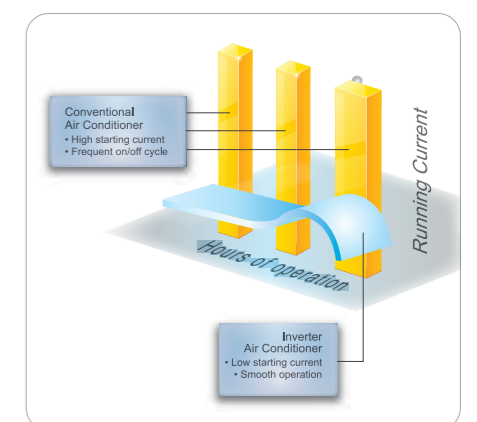 Conventional
Air Conditioner
• High starting current
• Frequent on/off cycle
Running Current
Hours of operation
Inverter
Air Conditioner
• Low starting current
• Smooth operation